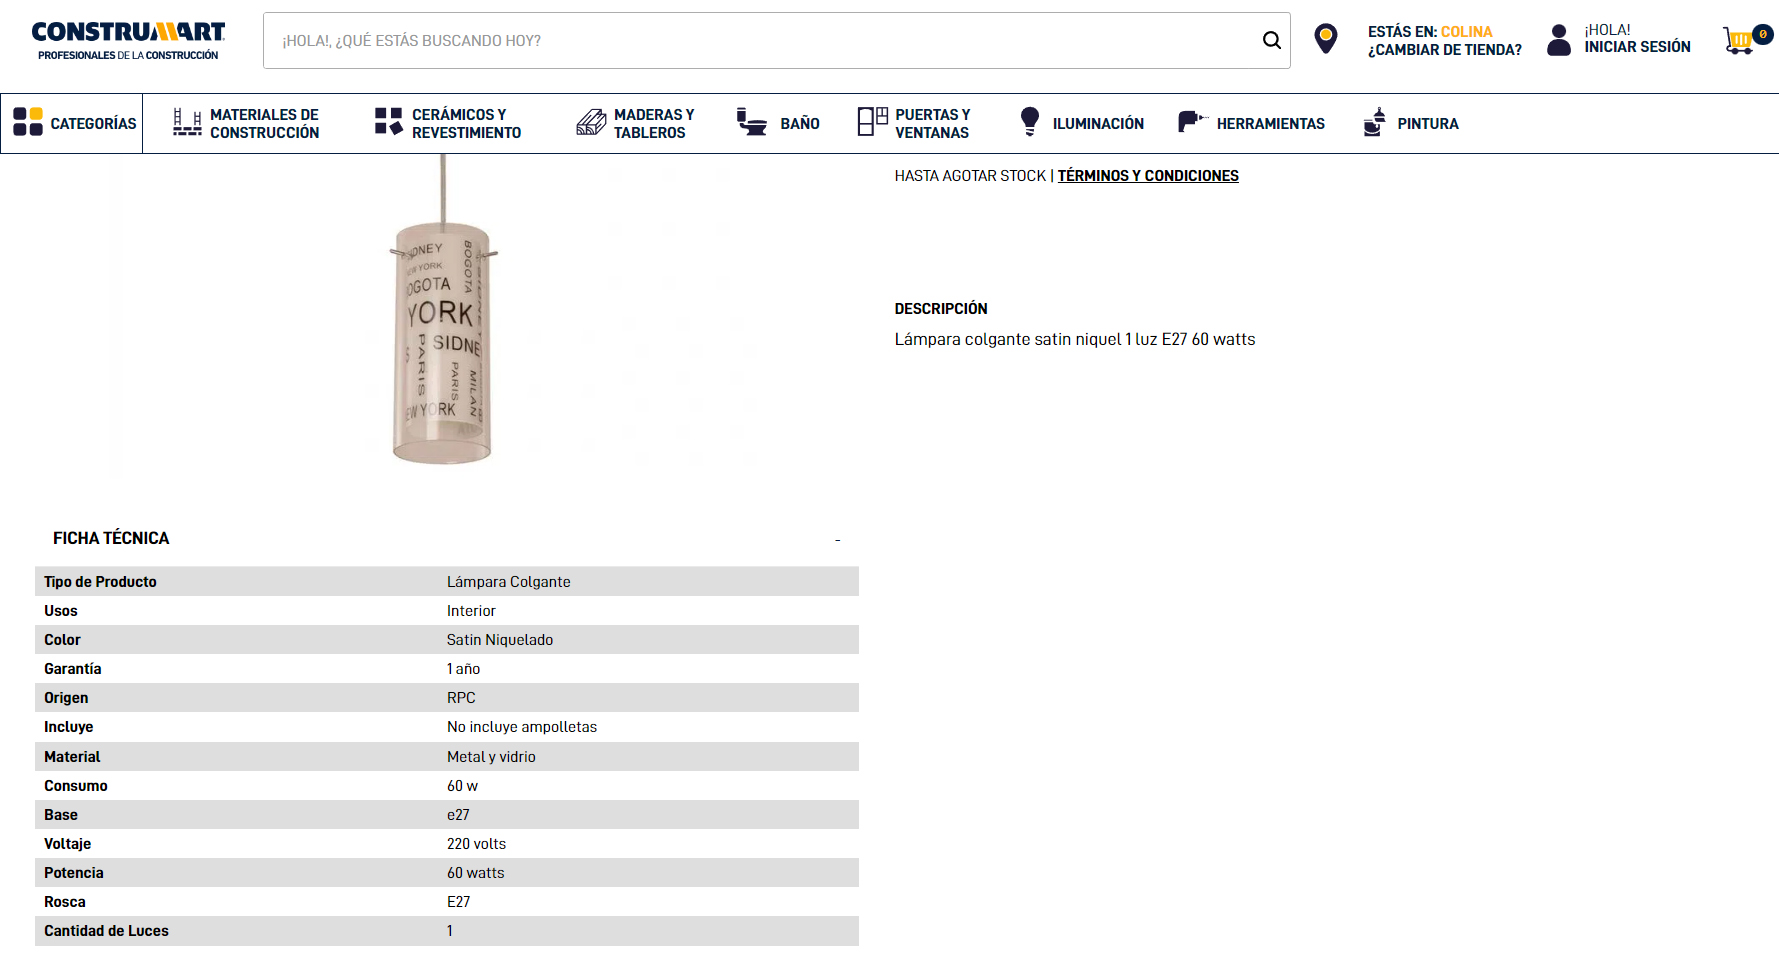 CONSTRUMART
PROFESIONALES DE LA CONSTRUCCIÓN
¡HOLA!, ¿QUÉ ESTÁS BUSCANDO HOY?
ESTÁS EN: COLINA
¿CAMBIAR DE TIENDA?
¡HOLA!
INICIAR SESIÓN
0
CATEGORÍAS
MATERIALES DE
CONSTRUCCIÓN
CERÁMICOS Y
REVESTIMIENTO
MADERAS Y
TABLEROS
BAÑO
PUERTAS Y
VENTANAS
ILUMINACIÓN
HERRAMIENTAS
PINTURA
HASTA AGOTAR STOCK | TÉRMINOS Y CONDICIONES
SIDNEY
NEW YORK
BOGOTA
BOGOTA
YORK
SIDNE
PARIS
PARIS
MILAN
NEW YORK
DESCRIPCIÓN
Lámpara colgante satin niquel 1 luz E27 60 watts
FICHA TÉCNICA -
Tipo de Producto Lámpara Colgante
Usos Interior
Color Satin Niquelado
Garantía 1 año
Origen RPC
Incluye No incluye ampolletas
Material Metal y vidrio
Consumo 60 w
Base e27
Voltaje 220 volts
Potencia 60 watts
Rosca E27
Cantidad de Luces 1